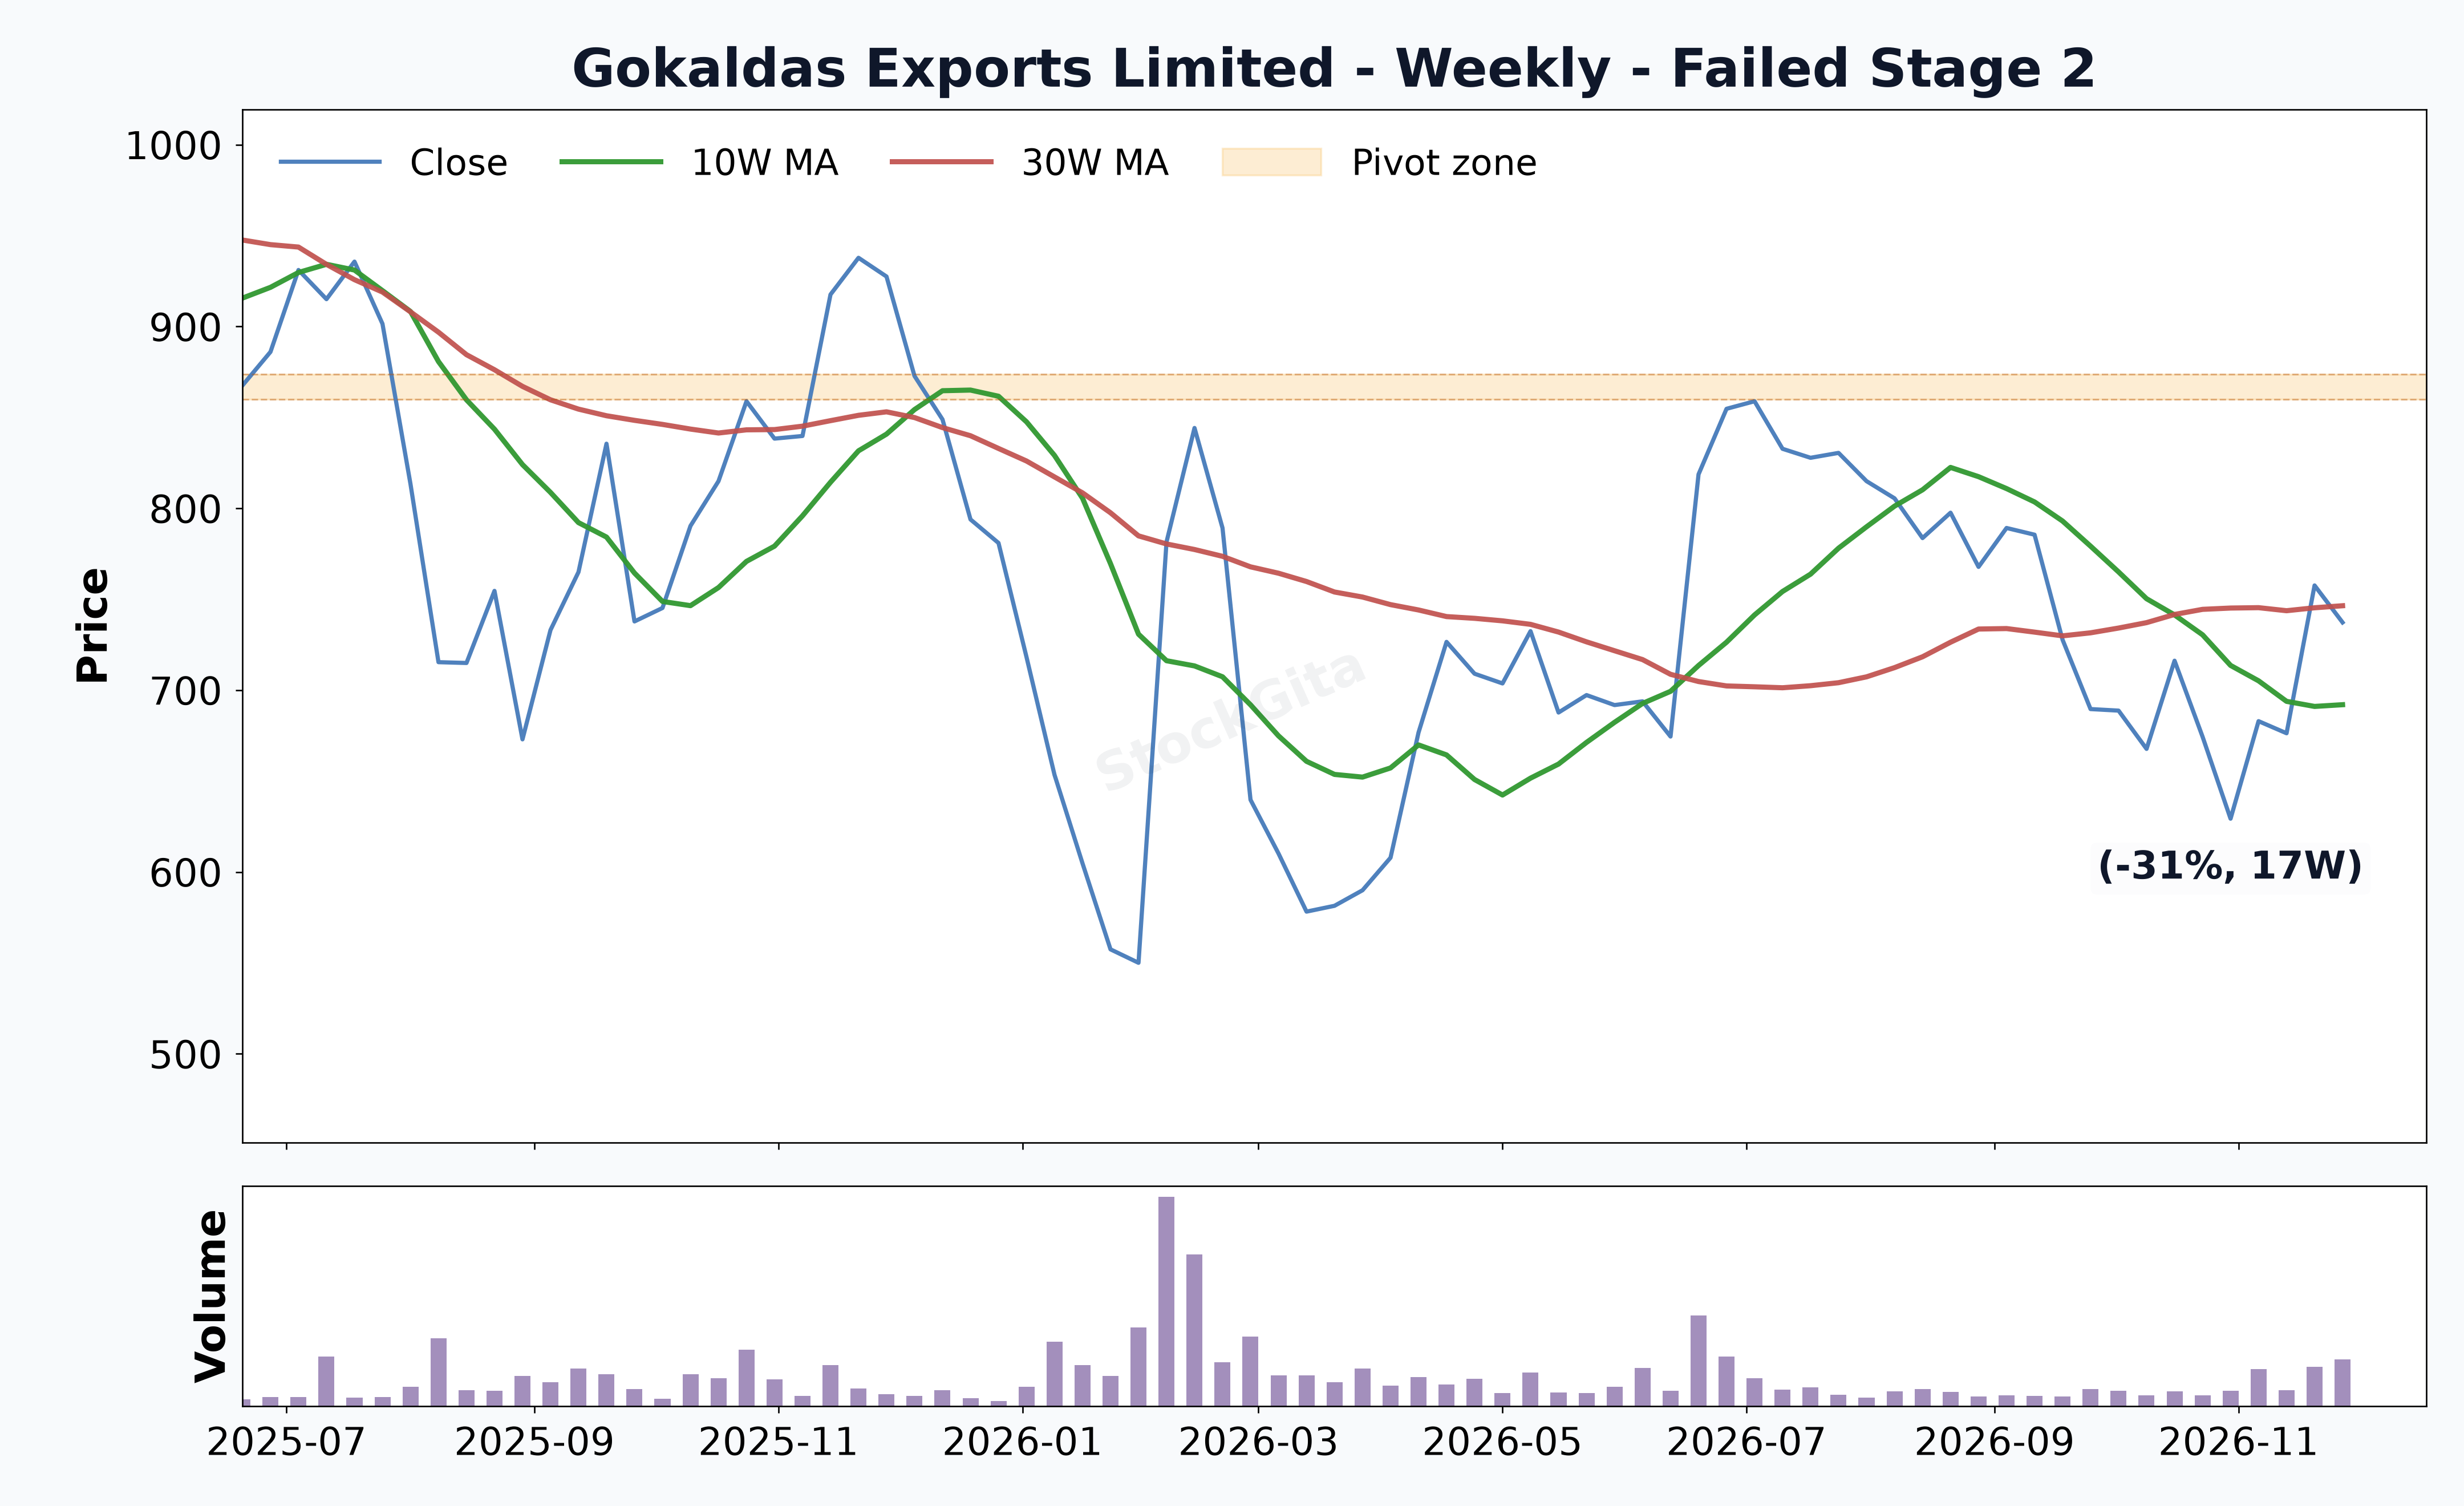 Gokaldas Exports Limited - Weekly - Failed Stage 2
Close
10W MA
30W MA
Pivot zone
1000
900
800
700
600
500
Price
StockGita
(-31%, 17W)
Volume
2025-07
2025-09
2025-11
2026-01
2026-03
2026-05
2026-07
2026-09
2026-11